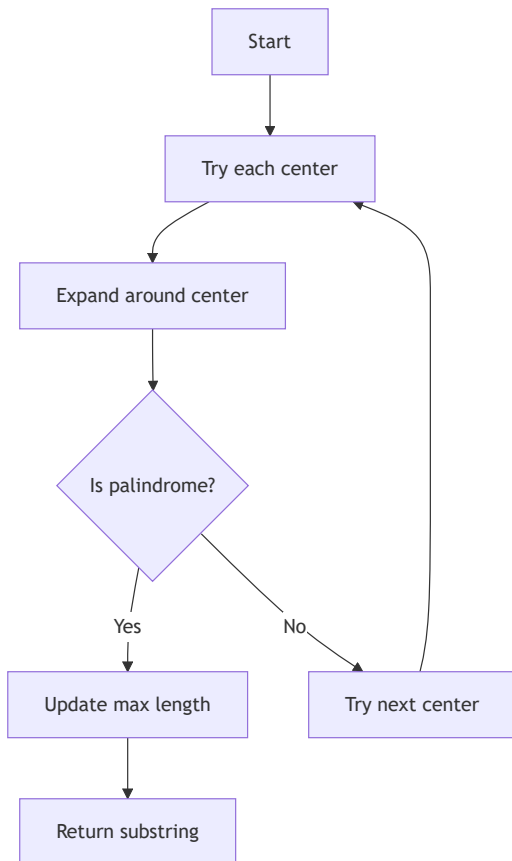 Start
Try each center
Expand around center
Is palindrome?
Yes
No
Update max length
Try next center
Return substring